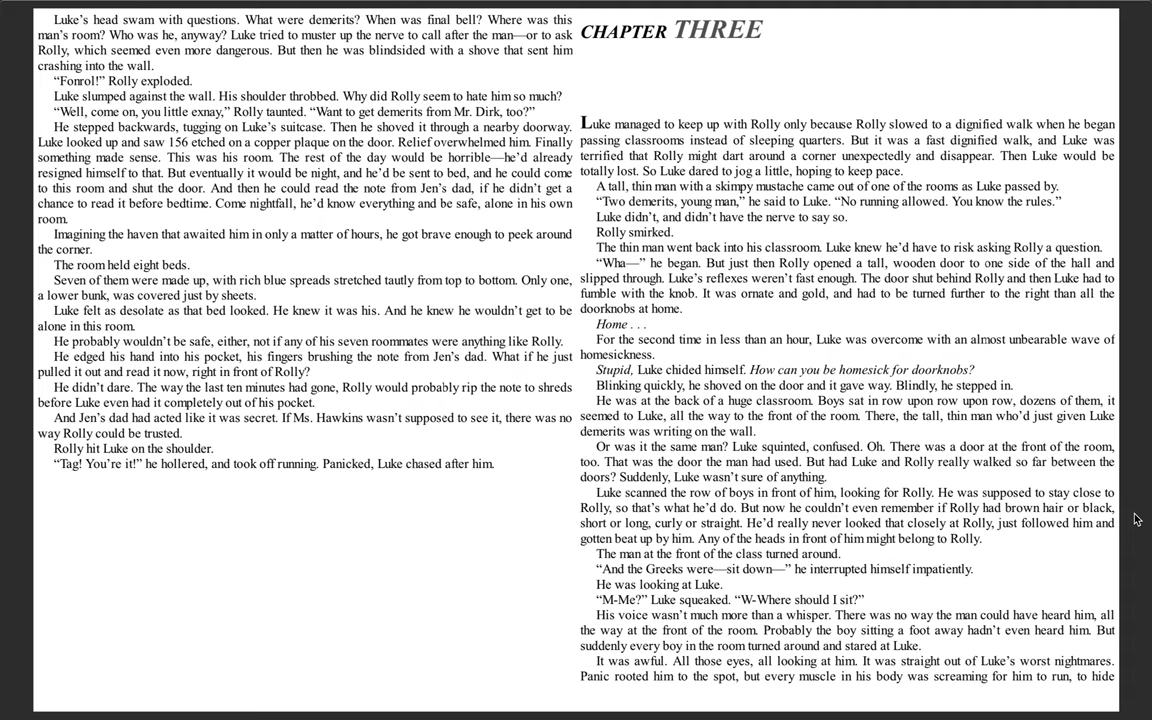 Luke’s head swam with questions. What were demerits? When was final bell? Where was this
man’s room? Who was he, anyway? Luke tried to muster up the nerve to call after the man—or to ask
Rolly, which seemed even more dangerous. But then he was blindsided with a shove that sent him
crashing into the wall.
“Fonrol!” Rolly exploded.
Luke slumped against the wall. His shoulder throbbed. Why did Rolly seem to hate him so much?
“Well, come on, you little exnay,” Rolly taunted. “Want to get demerits from Mr. Dirk, too?”
He stepped backwards, tugging on Luke’s suitcase. Then he shoved it through a nearby doorway.
Luke looked up and saw 156 etched on a copper plaque on the door. Relief overwhelmed him. Finally
something made sense. This was his room. The rest of the day would be horrible—he’d already
resigned himself to that. But eventually it would be night, and he’d be sent to bed, and he could come
to this room and shut the door. And then he could read the note from Jen’s dad, if he didn’t get a
chance to read it before bedtime. Come nightfall, he’d know everything and be safe, alone in his own
room.
Imagining the haven that awaited him in only a matter of hours, he got brave enough to peek around
the corner.
The room held eight beds.
Seven of them were made up, with rich blue spreads stretched tautly from top to bottom. Only one,
a lower bunk, was covered just by sheets.
Luke felt as desolate as that bed looked. He knew it was his. And he knew he wouldn’t get to be
alone in this room.
He probably wouldn’t be safe, either, not if any of his seven roommates were anything like Rolly.
He edged his hand into his pocket, his fingers brushing the note from Jen’s dad. What if he just
pulled it out and read it now, right in front of Rolly?
He didn’t dare. The way the last ten minutes had gone, Rolly would probably rip the note to shreds
before Luke even had it completely out of his pocket.
And Jen’s dad had acted like it was secret. If Ms. Hawkins wasn’t supposed to see it, there was no
way Rolly could be trusted.
Rolly hit Luke on the shoulder.
“Tag! You’re it!” he hollered, and took off running. Panicked, Luke chased after him.
CHAPTER THREE
Luke managed to keep up with Rolly only because Rolly slowed to a dignified walk when he began
passing classrooms instead of sleeping quarters. But it was a fast dignified walk, and Luke was
terrified that Rolly might dart around a corner unexpectedly and disappear. Then Luke would be
totally lost. So Luke dared to jog a little, hoping to keep pace.
A tall, thin man with a skimpy mustache came out of one of the rooms as Luke passed by.
“Two demerits, young man,” he said to Luke. “No running allowed. You know the rules.”
Luke didn’t, and didn’t have the nerve to say so.
Rolly smirked.
The thin man went back into his classroom. Luke knew he’d have to risk asking Rolly a question.
“Wha—” he began. But just then Rolly opened a tall, wooden door to one side of the hall and
slipped through. Luke’s reflexes weren’t fast enough. The door shut behind Rolly and then Luke had to
fumble with the knob. It was ornate and gold, and had to be turned further to the right than all the
doorknobs at home.
Home . . .
For the second time in less than an hour, Luke was overcome with an almost unbearable wave of
homesickness.
Stupid, Luke chided himself. How can you be homesick for doorknobs?
Blinking quickly, he shoved on the door and it gave way. Blindly, he stepped in.
He was at the back of a huge classroom. Boys sat in row upon row upon row, dozens of them, it
seemed to Luke, all the way to the front of the room. There, the tall, thin man who’d just given Luke
demerits was writing on the wall.
Or was it the same man? Luke squinted, confused. Oh. There was a door at the front of the room,
too. That was the door the man had used. But had Luke and Rolly really walked so far between the
doors? Suddenly, Luke wasn’t sure of anything.
Luke scanned the row of boys in front of him, looking for Rolly. He was supposed to stay close to
Rolly, so that’s what he’d do. But now he couldn’t even remember if Rolly had brown hair or black,
short or long, curly or straight. He’d really never looked that closely at Rolly, just followed him and
gotten beat up by him. Any of the heads in front of him might belong to Rolly.
The man at the front of the class turned around.
“And the Greeks were—sit down—” he interrupted himself impatiently.
He was looking at Luke.
“M-Me?” Luke squeaked. “W-Where should I sit?”
His voice wasn’t much more than a whisper. There was no way the man could have heard him, all
the way at the front of the room. Probably the boy sitting a foot away hadn’t even heard him. But
suddenly every boy in the room turned around and stared at Luke.
It was awful. All those eyes, all looking at him. It was straight out of Luke’s worst nightmares.
Panic rooted him to the spot, but every muscle in his body was screaming for him to run, to hide